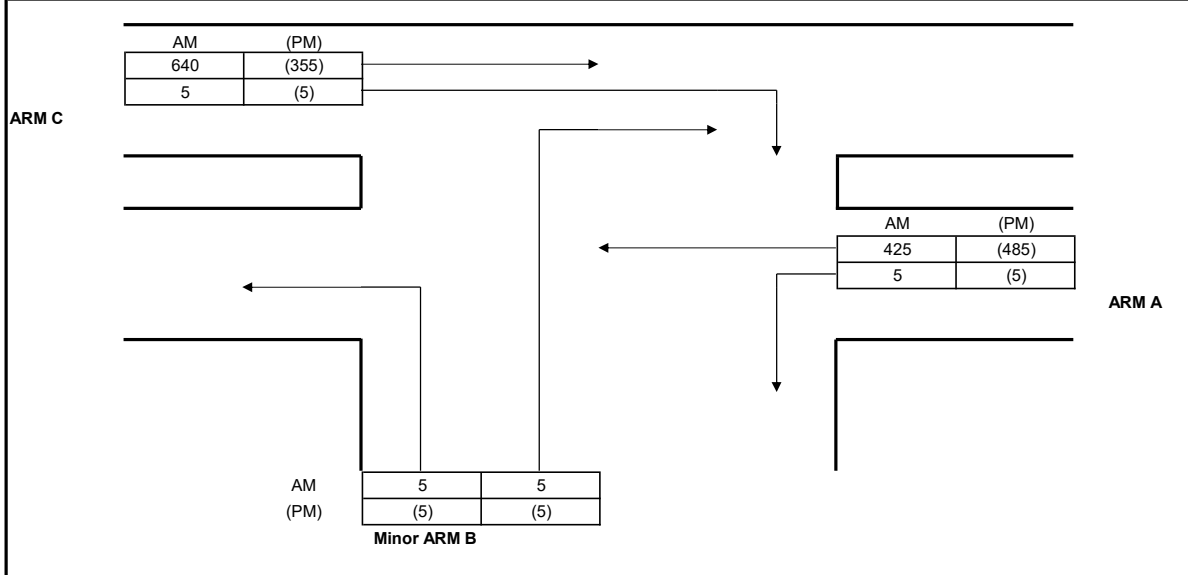 AM (PM)
640 (355)
5 (5)
ARM C
AM (PM)
425 (485)
5 (5)
ARM A
AM 5 5
(PM) (5) (5)
Minor ARM B